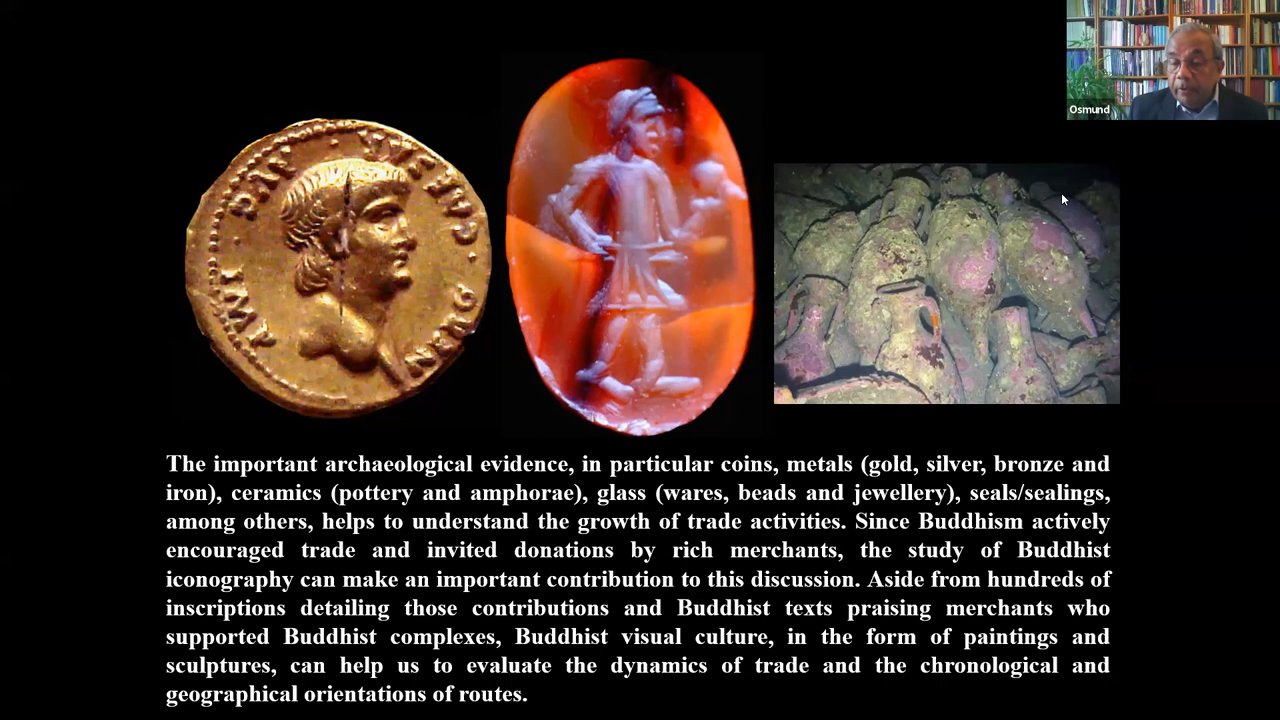 Osmund
NERO · CAESAR · AVG · IMP
The important archaeological evidence, in particular coins, metals (gold, silver, bronze and
iron), ceramics (pottery and amphorae), glass (wares, beads and jewellery), seals/sealings,
among others, helps to understand the growth of trade activities. Since Buddhism actively
encouraged trade and invited donations by rich merchants, the study of Buddhist
iconography can make an important contribution to this discussion. Aside from hundreds of
inscriptions detailing those contributions and Buddhist texts praising merchants who
supported Buddhist complexes, Buddhist visual culture, in the form of paintings and
sculptures, can help us to evaluate the dynamics of trade and the chronological and
geographical orientations of routes.